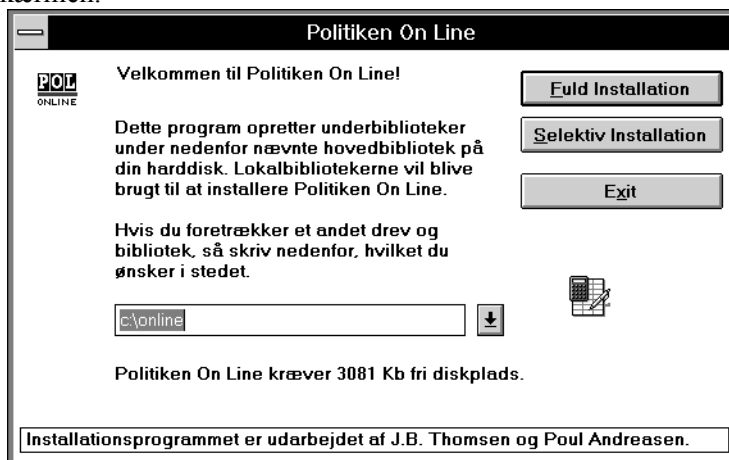 Politiken On Line
POL
ONLINE
Velkommen til Politiken On Line!
Dette program opretter underbiblioteker
under nedenfor nævnte hovedbibliotek på
din harddisk. Lokalbibliotekerne vil blive
brugt til at installere Politiken On Line.
Hvis du foretrækker et andet drev og
bibliotek, så skriv nedenfor, hvilket du
ønsker i stedet.
c:\online
Politiken On Line kræver 3081 Kb fri diskplads.
Fuld Installation
Selektiv Installation
Exit
Installationsprogrammet er udarbejdet af J.B. Thomsen og Poul Andreasen.